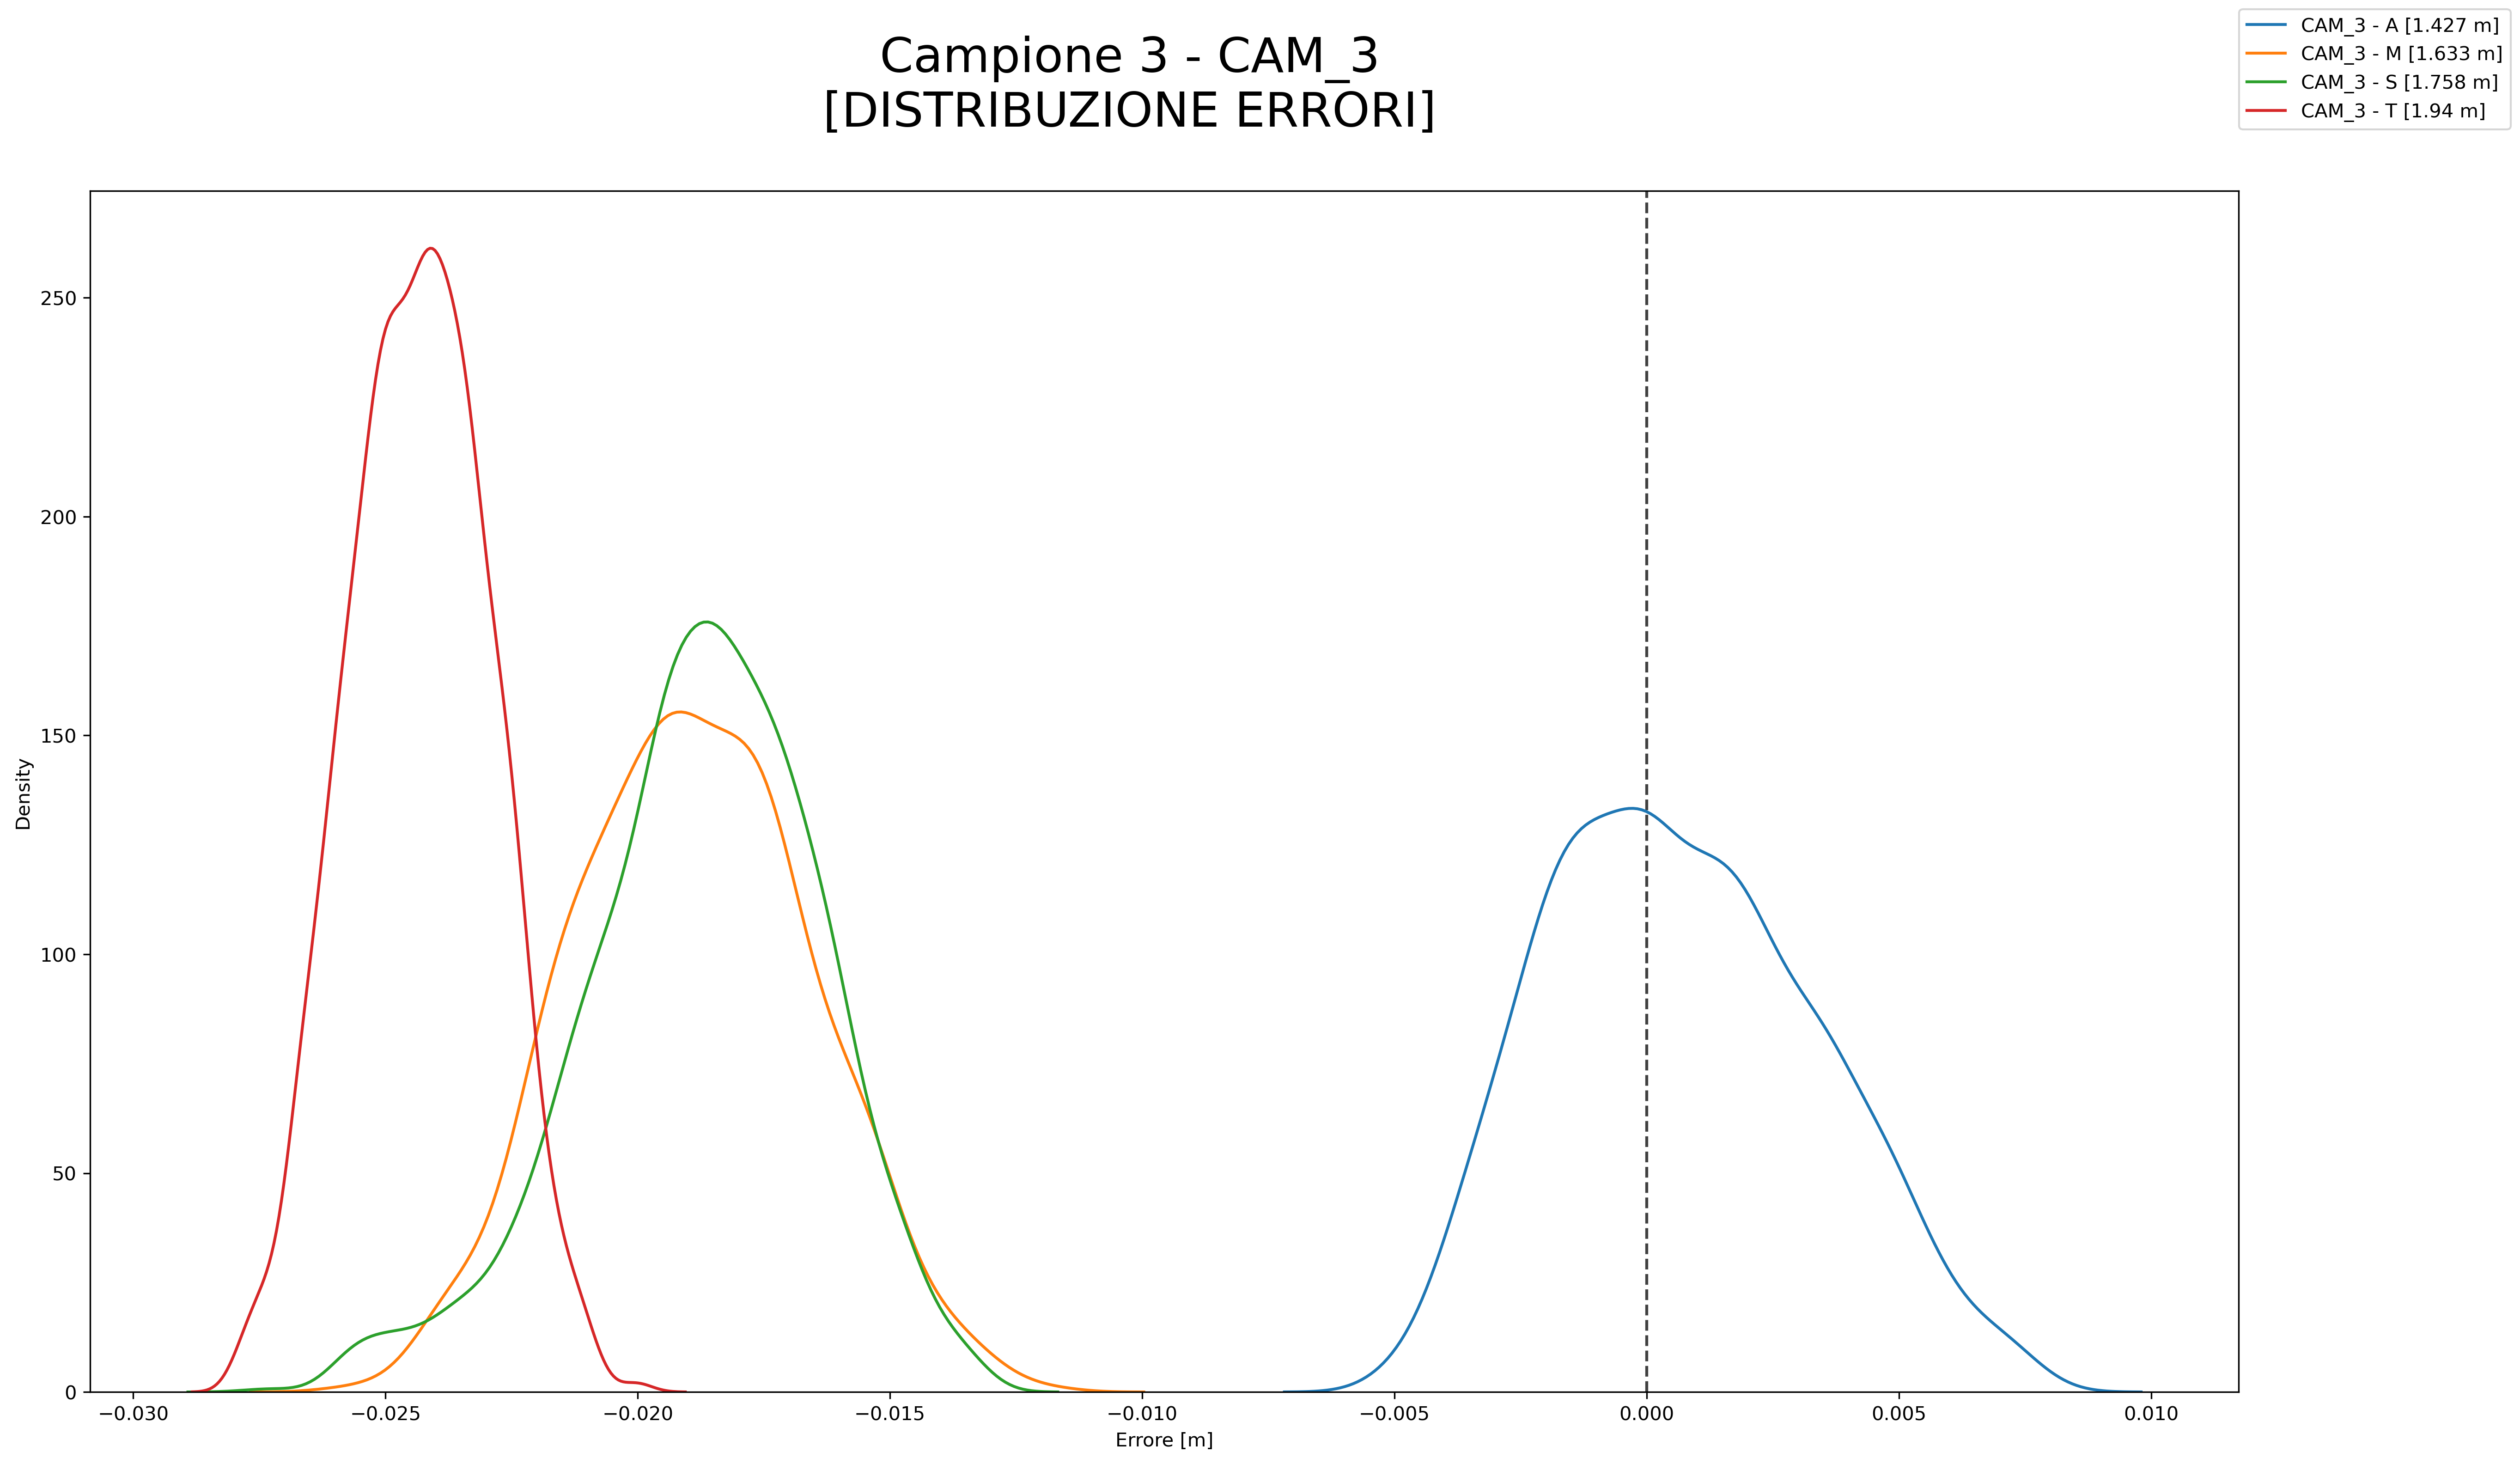 Campione 3 - CAM_3
[DISTRIBUZIONE ERRORI]
CAM_3 - A [1.427 m]
CAM_3 - M [1.633 m]
CAM_3 - S [1.758 m]
CAM_3 - T [1.94 m]
Density
250
200
150
100
50
0
−0.030
−0.025
−0.020
−0.015
−0.010
−0.005
0.000
0.005
0.010
Errore [m]